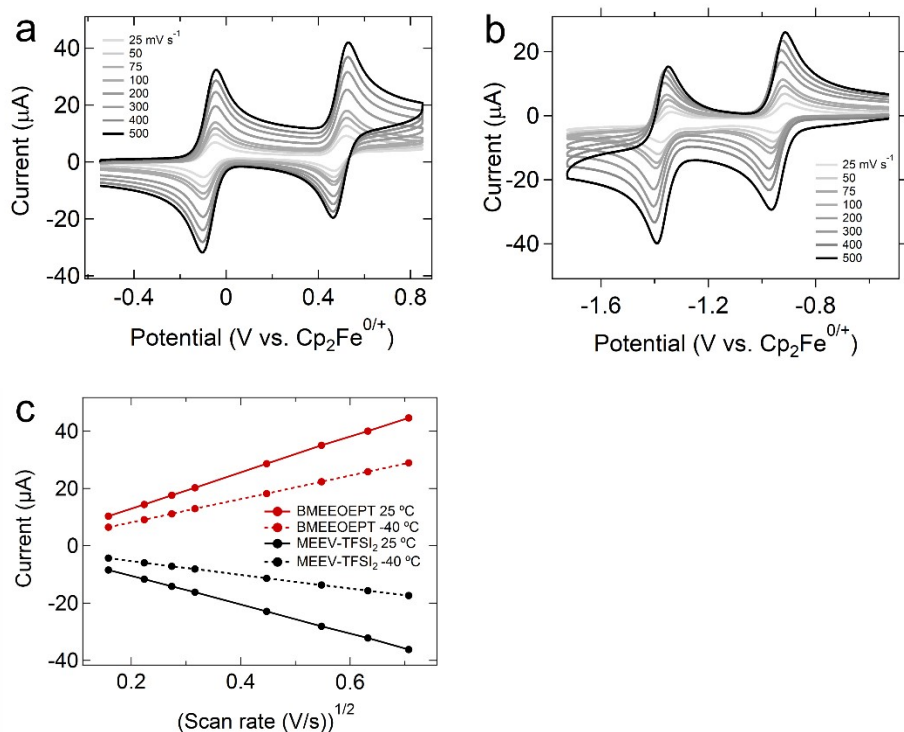 a
40
20
0
-20
-40
Current (μA)
25 mV s⁻¹
50
75
100
200
300
400
500
-0.4
0
0.4
0.8
Potential (V vs. Cp₂Fe⁰ᐟ⁺)
b
20
0
-20
-40
Current (μA)
25 mV s⁻¹
50
75
100
200
300
400
500
-1.6
-1.2
-0.8
Potential (V vs. Cp₂Fe⁰ᐟ⁺)
c
40
20
0
-20
-40
Current (μA)
BMEEOEPT 25 ºC
BMEEOEPT -40 ºC
MEEV-TFSI₂ 25 ºC
MEEV-TFSI₂ -40 ºC
0.2
0.4
0.6
(Scan rate (V/s))¹ᐟ²